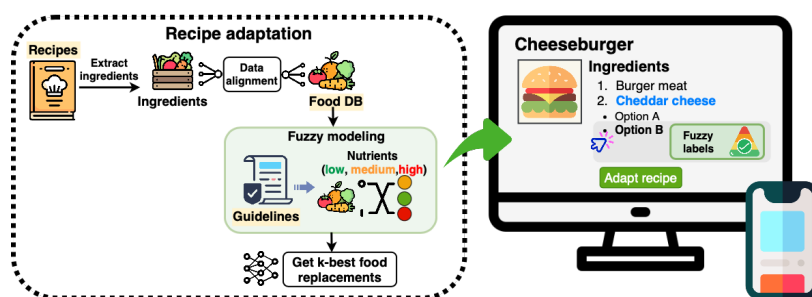 Recipe adaptation
Recipes
Extract
ingredients
Ingredients
Data
alignment
Food DB
Fuzzy modeling
Nutrients
(low, medium,high)
Guidelines
Get k-best food
replacements
Cheeseburger
Ingredients
1. Burger meat
2. Cheddar cheese
• Option A
• Option B
Fuzzy
labels
Adapt recipe